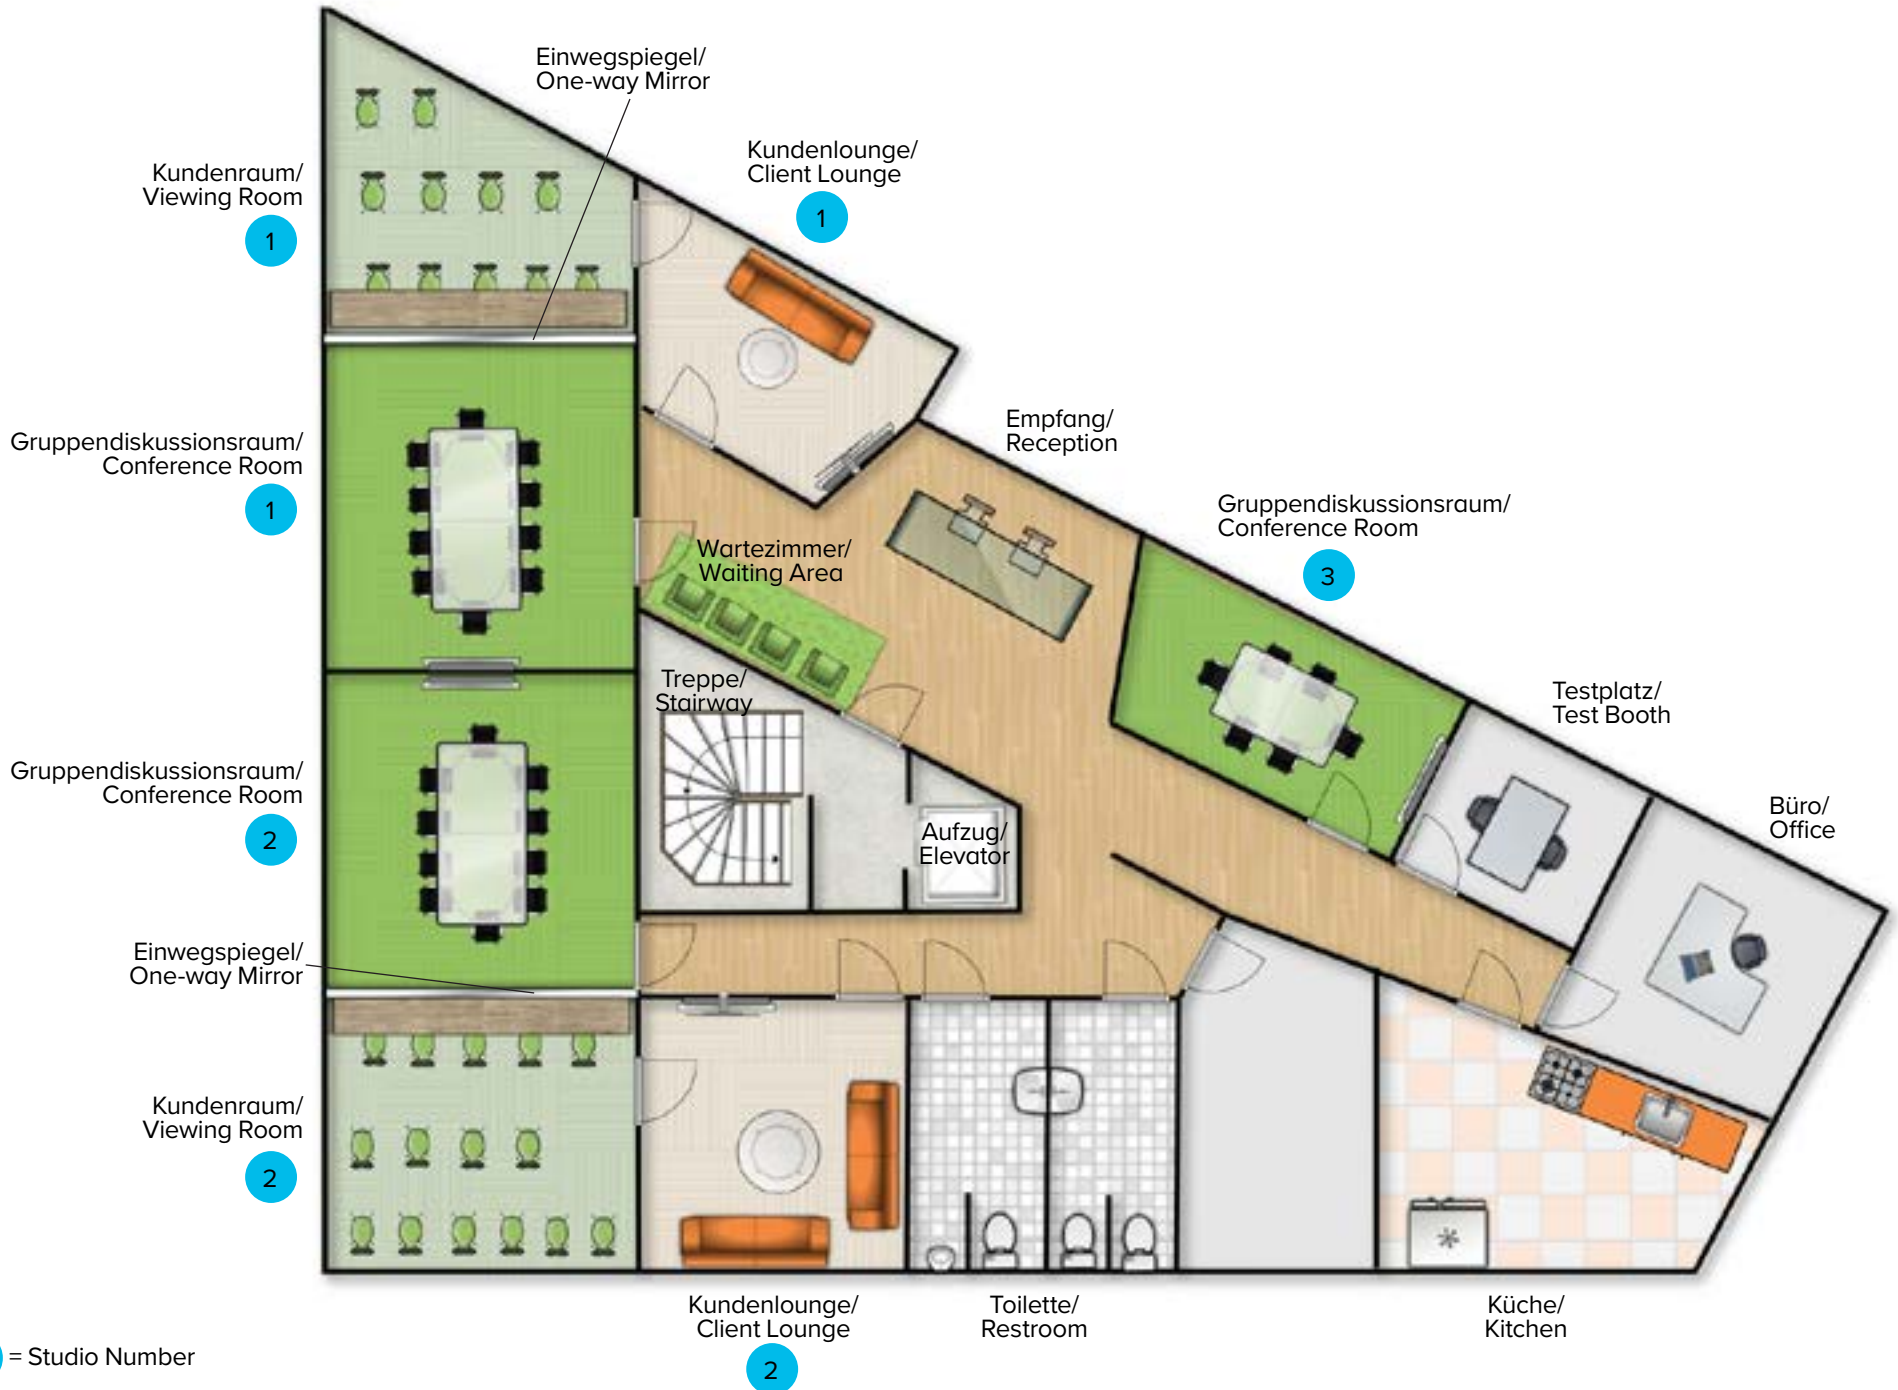 Einwegspiegel/
One-way Mirror
Kundenraum/
Viewing Room
1
Kundenlounge/
Client Lounge
1
Gruppendiskussionsraum/
Conference Room
1
Empfang/
Reception
Gruppendiskussionsraum/
Conference Room
3
Wartezimmer/
Waiting Area
Treppe/
Stairway
Testplatz/
Test Booth
Gruppendiskussionsraum/
Conference Room
2
Aufzug/
Elevator
Büro/
Office
Einwegspiegel/
One-way Mirror
Kundenraum/
Viewing Room
2
Kundenlounge/
Client Lounge
2
Toilette/
Restroom
Küche/
Kitchen
= Studio Number